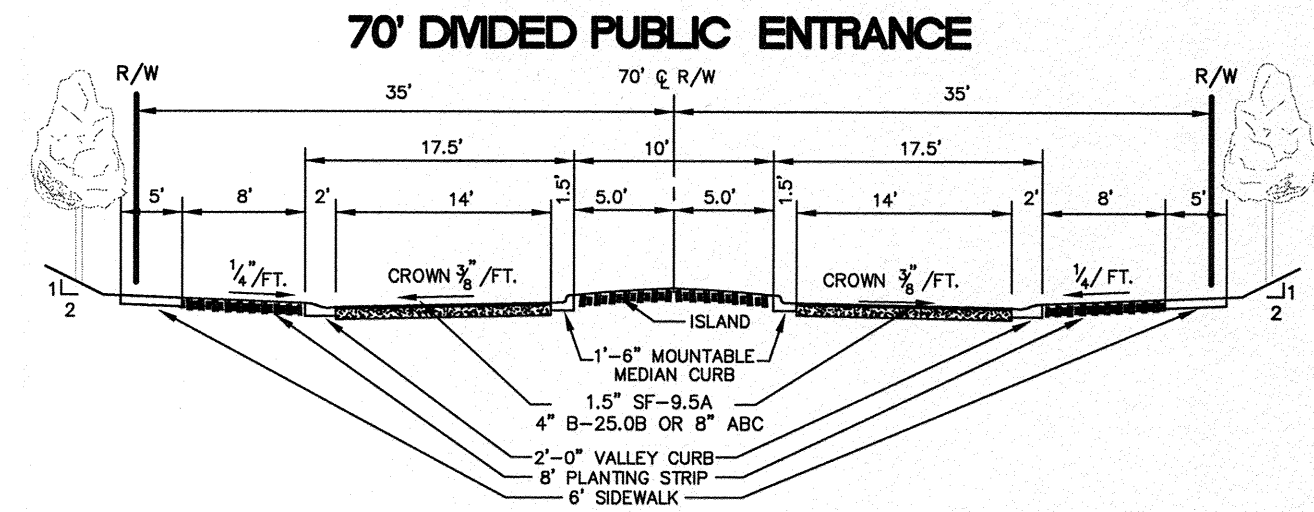 70' DIVIDED PUBLIC ENTRANCE
R/W
70' ℄ R/W
R/W
35'
35'
17.5'
10'
17.5'
5'
8'
2'
14'
1.5'
5.0'
5.0'
1.5'
14'
2'
8'
5'
1/4"/FT.
CROWN 3/8"/FT.
CROWN 3/8"/FT.
1/4/FT.
1
2
1
2
ISLAND
1'-6" MOUNTABLE
MEDIAN CURB
1.5" SF-9.5A
4" B-25.0B OR 8" ABC
2'-0" VALLEY CURB
8' PLANTING STRIP
6' SIDEWALK